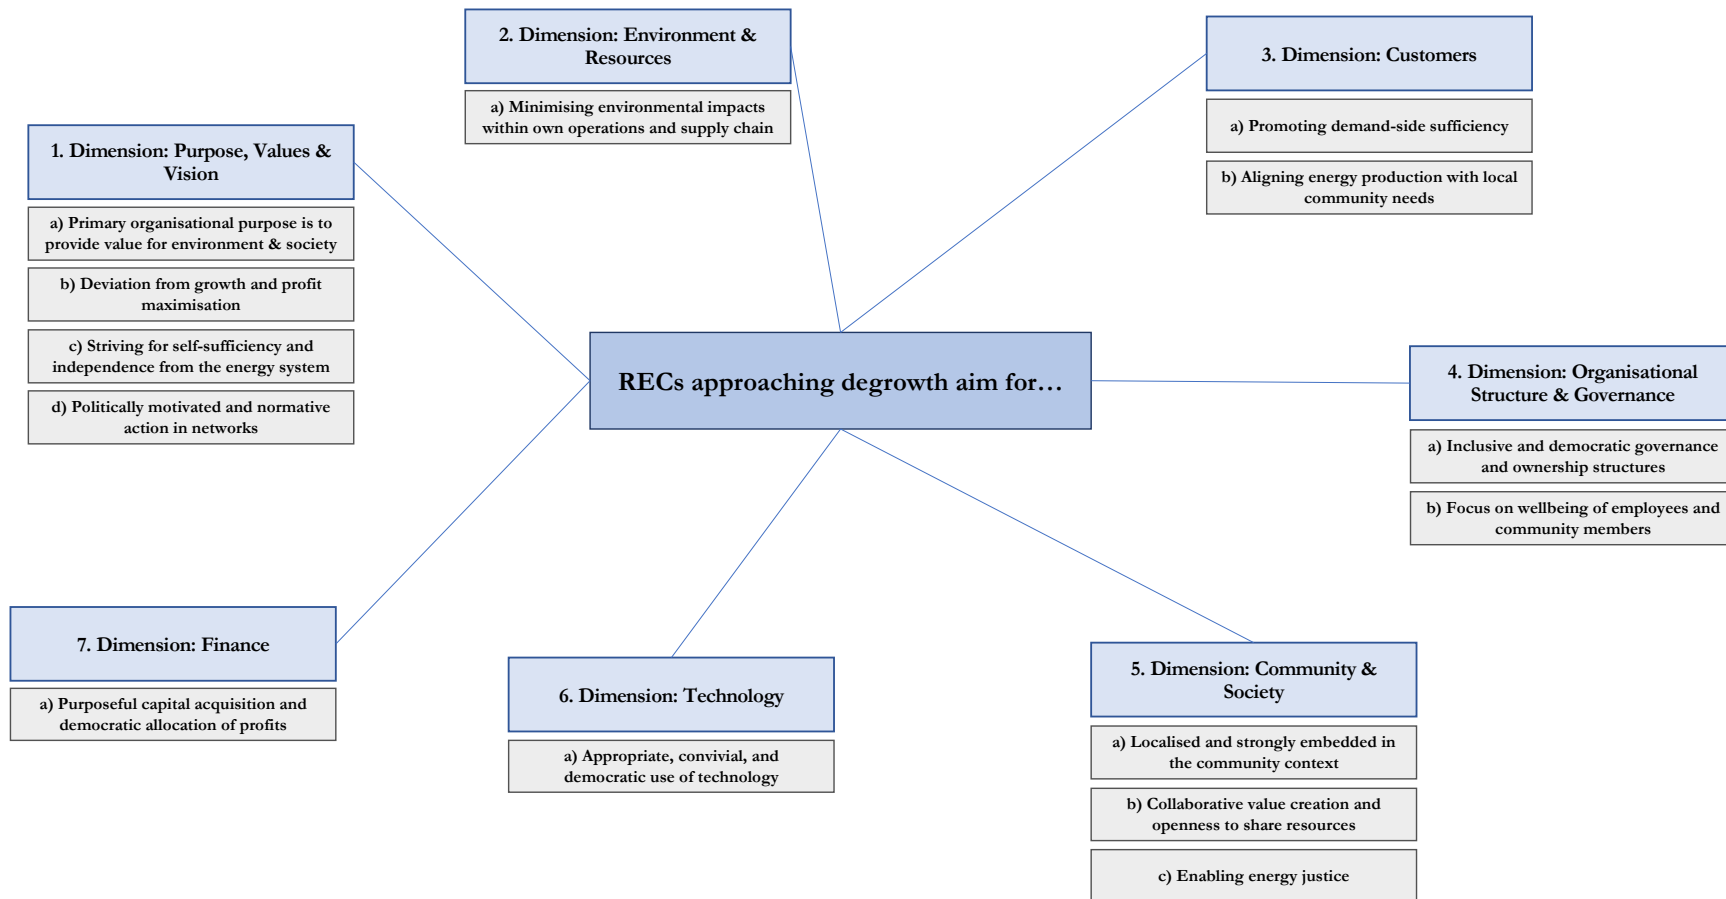 1. Dimension: Purpose, Values &
Vision
a) Primary organisational purpose is to
provide value for environment & society
b) Deviation from growth and profit
maximisation
c) Striving for self-sufficiency and
independence from the energy system
d) Politically motivated and normative
action in networks
2. Dimension: Environment &
Resources
a) Minimising environmental impacts
within own operations and supply chain
3. Dimension: Customers
a) Promoting demand-side sufficiency
b) Aligning energy production with local
community needs
RECs approaching degrowth aim for…
4. Dimension: Organisational
Structure & Governance
a) Inclusive and democratic governance
and ownership structures
b) Focus on wellbeing of employees and
community members
5. Dimension: Community &
Society
a) Localised and strongly embedded in
the community context
b) Collaborative value creation and
openness to share resources
c) Enabling energy justice
6. Dimension: Technology
a) Appropriate, convivial, and
democratic use of technology
7. Dimension: Finance
a) Purposeful capital acquisition and
democratic allocation of profits